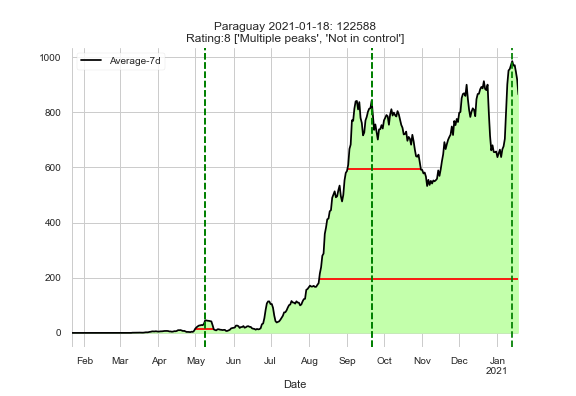 Paraguay 2021-01-18: 122588
Rating:8 ['Multiple peaks', 'Not in control']
Average-7d
1000
800
600
400
200
0
Feb Mar Apr May Jun Jul Aug Sep Oct Nov Dec Jan
2021
Date